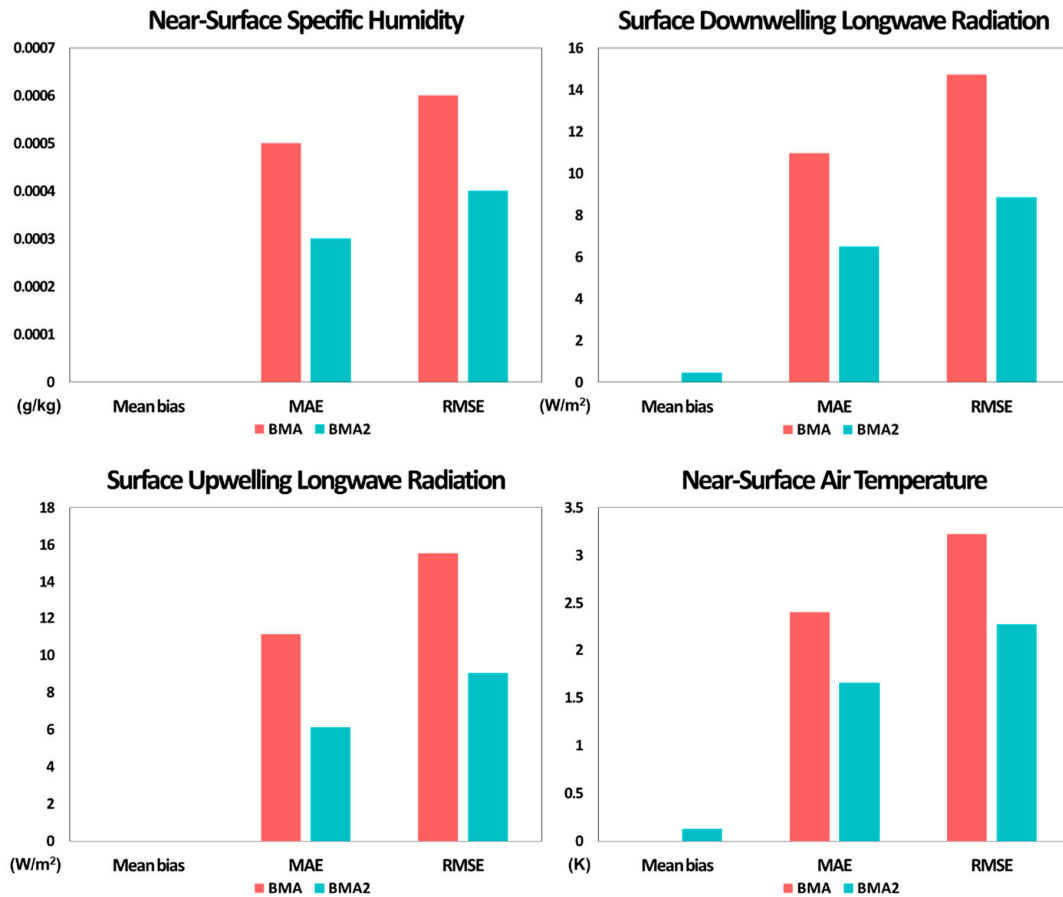 Near-Surface Specific Humidity
0.0007
0.0006
0.0005
0.0004
0.0003
0.0002
0.0001
0
(g/kg) Mean bias MAE RMSE
BMA BMA2
Surface Downwelling Longwave Radiation
16
14
12
10
8
6
4
2
0
(W/m²) Mean bias MAE RMSE
BMA BMA2
Surface Upwelling Longwave Radiation
18
16
14
12
10
8
6
4
2
0
(W/m²) Mean bias MAE RMSE
BMA BMA2
Near-Surface Air Temperature
3.5
3
2.5
2
1.5
1
0.5
0
(K) Mean bias MAE RMSE
BMA BMA2